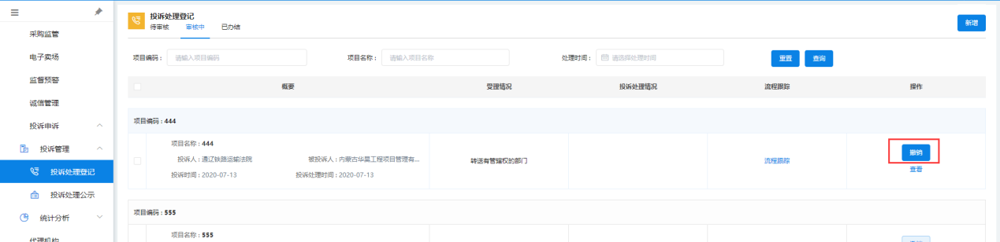 采购监管
电子卖场
监督预警
诚信管理
投诉申诉
投诉管理
投诉处理登记
投诉处理公示
统计分析
代理机构
投诉处理登记
待审核 审核中 已办结
新增
项目编码： 请输入项目编码 项目名称： 请输入项目名称 处理时间： 请选择处理时间 重置 查询
概要 受理情况 投诉处理情况 流程跟踪 操作
项目编码：444
项目名称：444
投诉人：通辽铁路运输法院 被投诉人：内蒙古华晨工程项目管理有...
投诉时间：2020-07-13 投诉处理时间：2020-07-13
转送有管辖权的部门
流程跟踪
撤销
查看
项目编码：555
项目名称：555